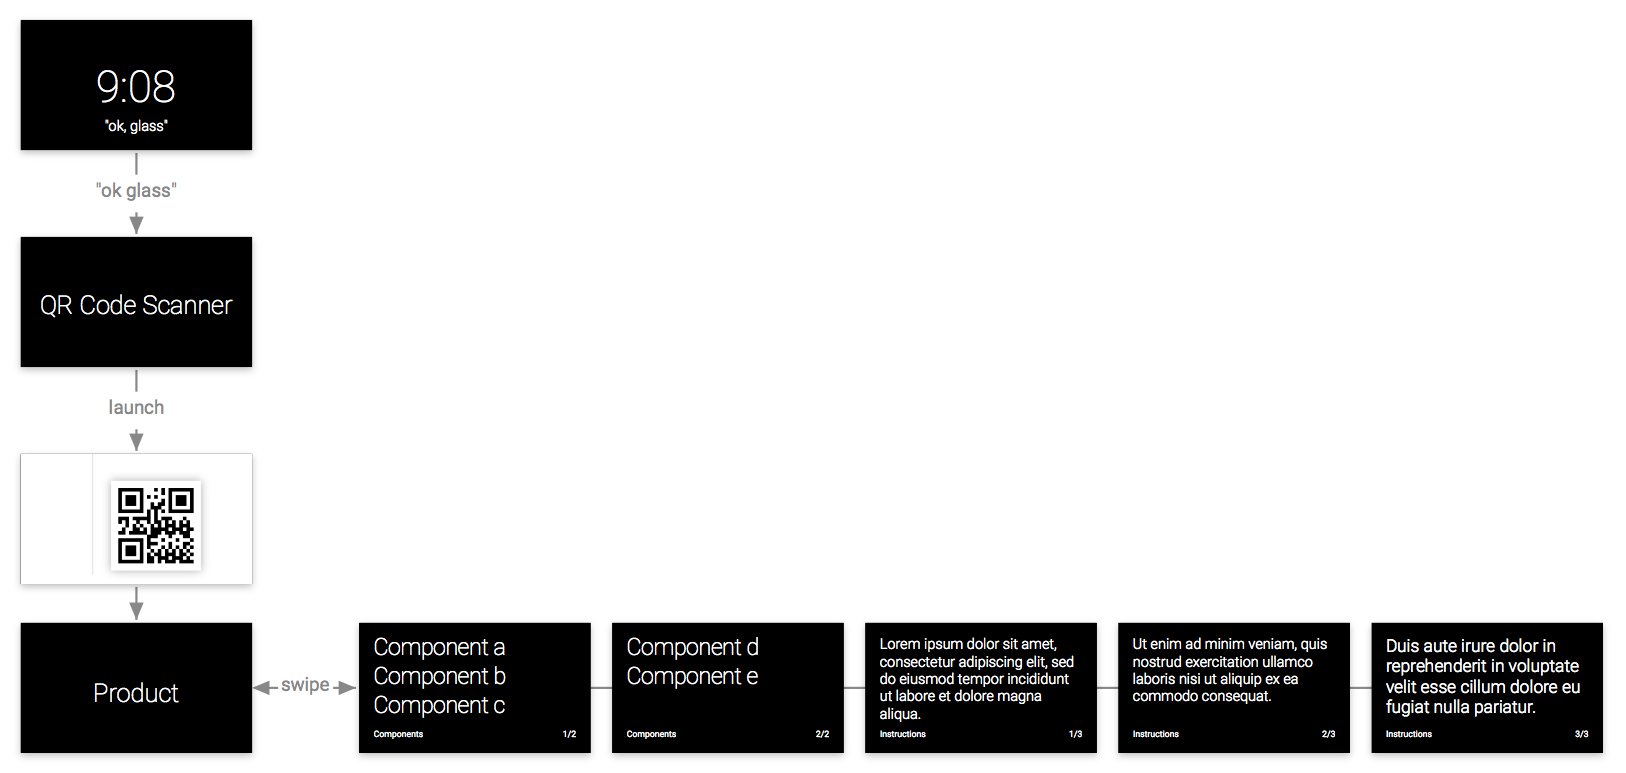 9:08
"ok, glass"
"ok glass"
QR Code Scanner
launch
Product
swipe
Component a
Component b
Component c
Components 1/2
Component d
Component e
Components 2/2
Lorem ipsum dolor sit amet,
consectetur adipiscing elit, sed
do eiusmod tempor incididunt
ut labore et dolore magna
aliqua.
Instructions 1/3
Ut enim ad minim veniam, quis
nostrud exercitation ullamco
laboris nisi ut aliquip ex ea
commodo consequat.
Instructions 2/3
Duis aute irure dolor in
reprehenderit in voluptate
velit esse cillum dolore eu
fugiat nulla pariatur.
Instructions 3/3